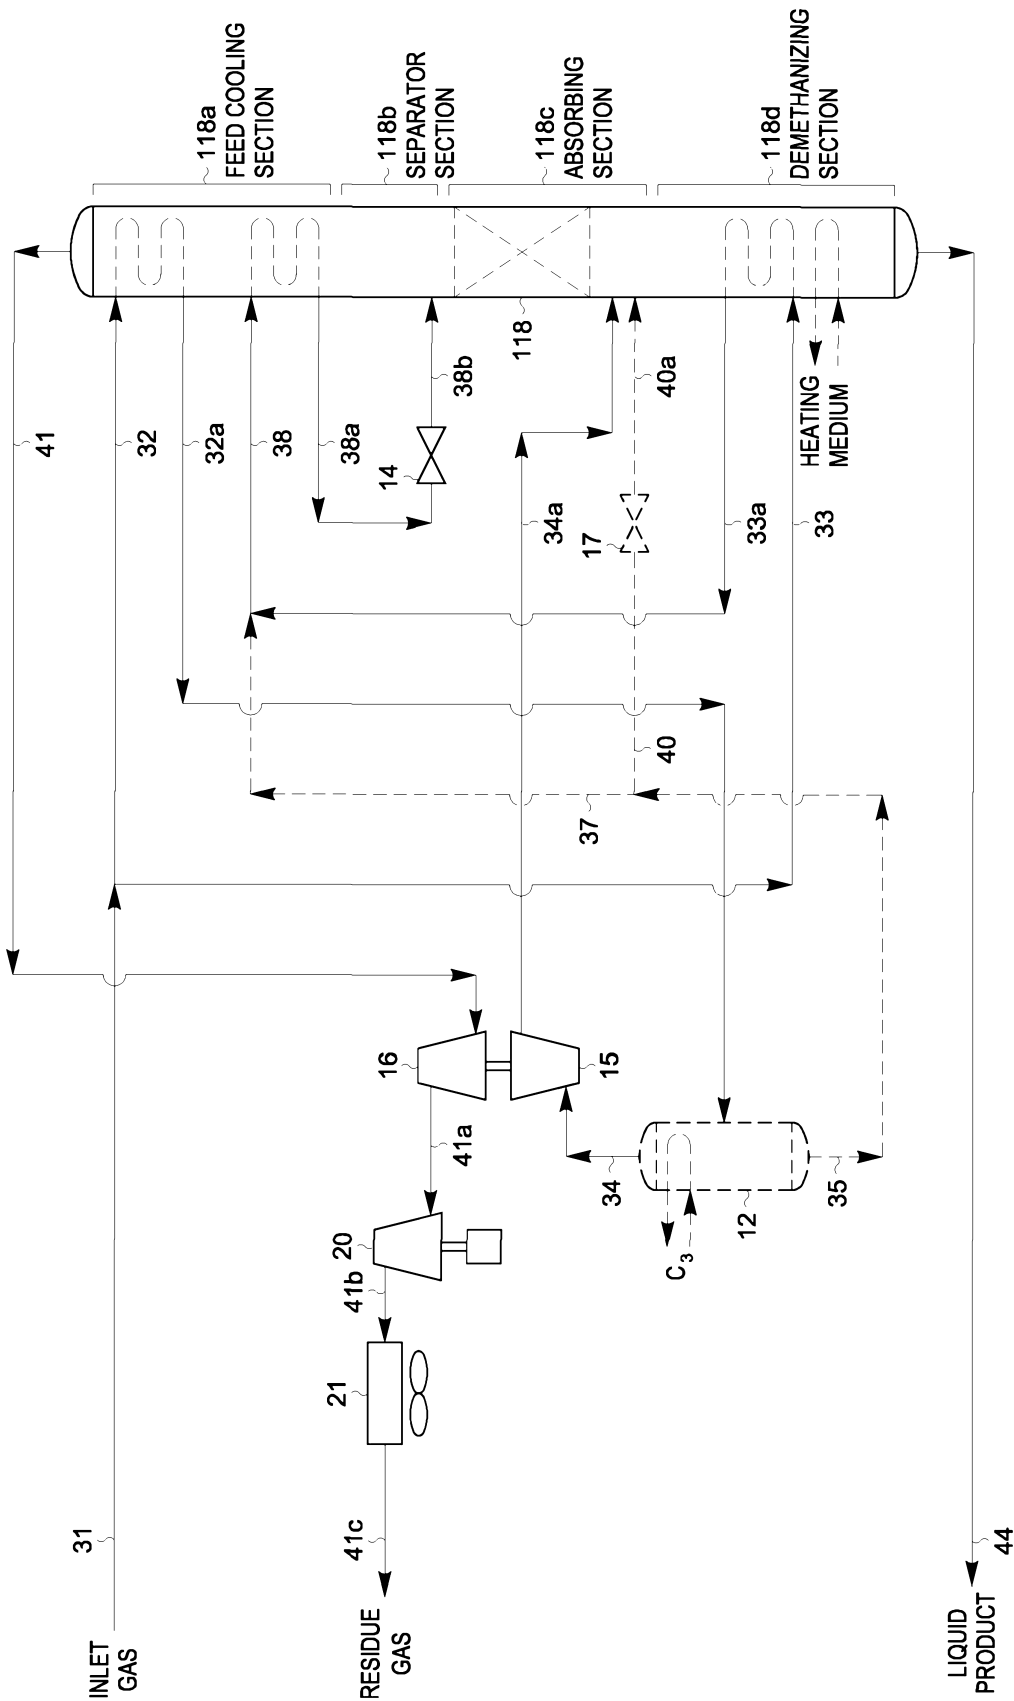 118a
FEED COOLING
SECTION
118b
SEPARATOR
SECTION
118c
ABSORBING
SECTION
118d
DEMETHANIZING
SECTION
118
41
32
32a
38
38a
38b
14
34a
40a
17
33a
33
HEATING
MEDIUM
40
37
16
15
41a
34
12
35
C3
20
41b
21
31
41c
44
INLET
GAS
RESIDUE
GAS
LIQUID
PRODUCT